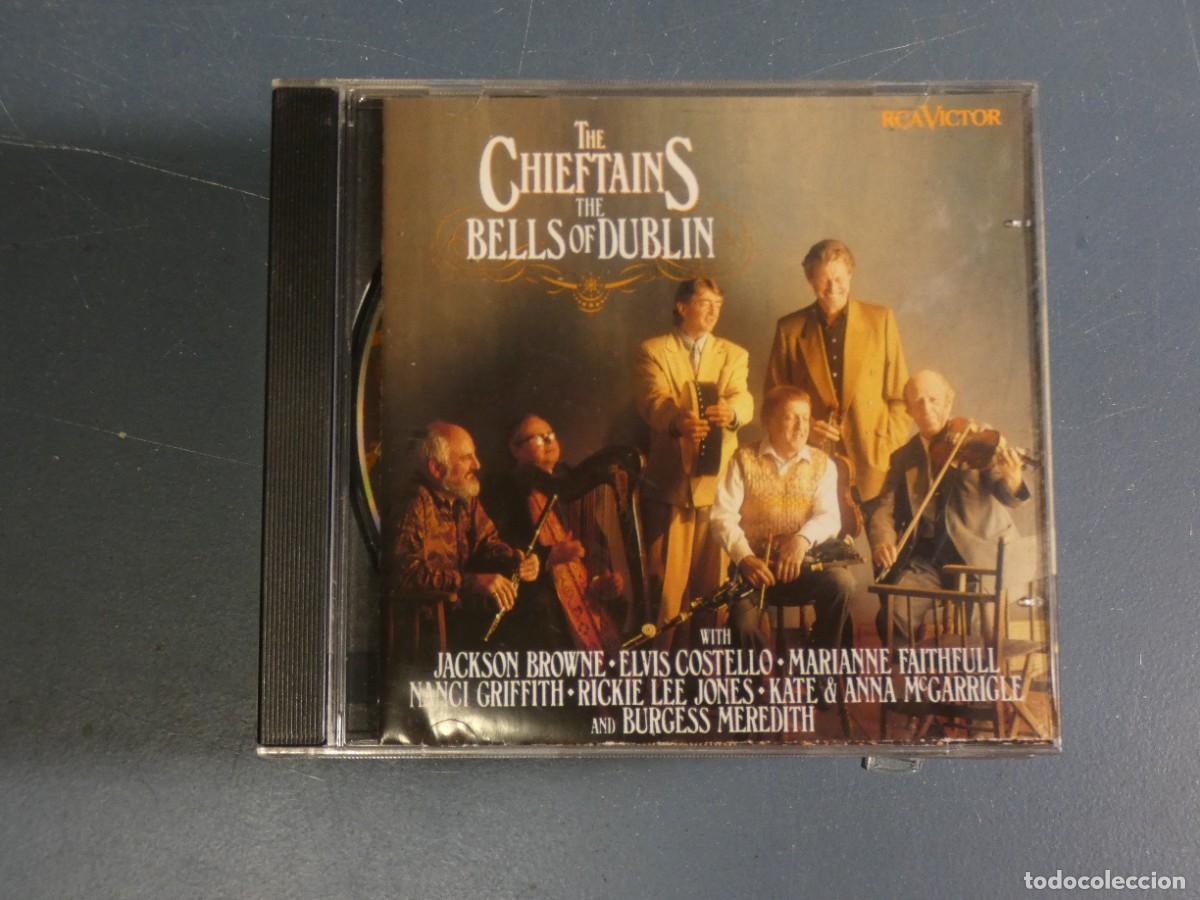 RCA VICTOR
THE
CHIEFTAINS
THE
BELLS OF DUBLIN
WITH
JACKSON BROWNE • ELVIS COSTELLO • MARIANNE FAITHFULL
NANCI GRIFFITH • RICKIE LEE JONES • KATE & ANNA McGARRIGLE
AND BURGESS MEREDITH
todocoleccion